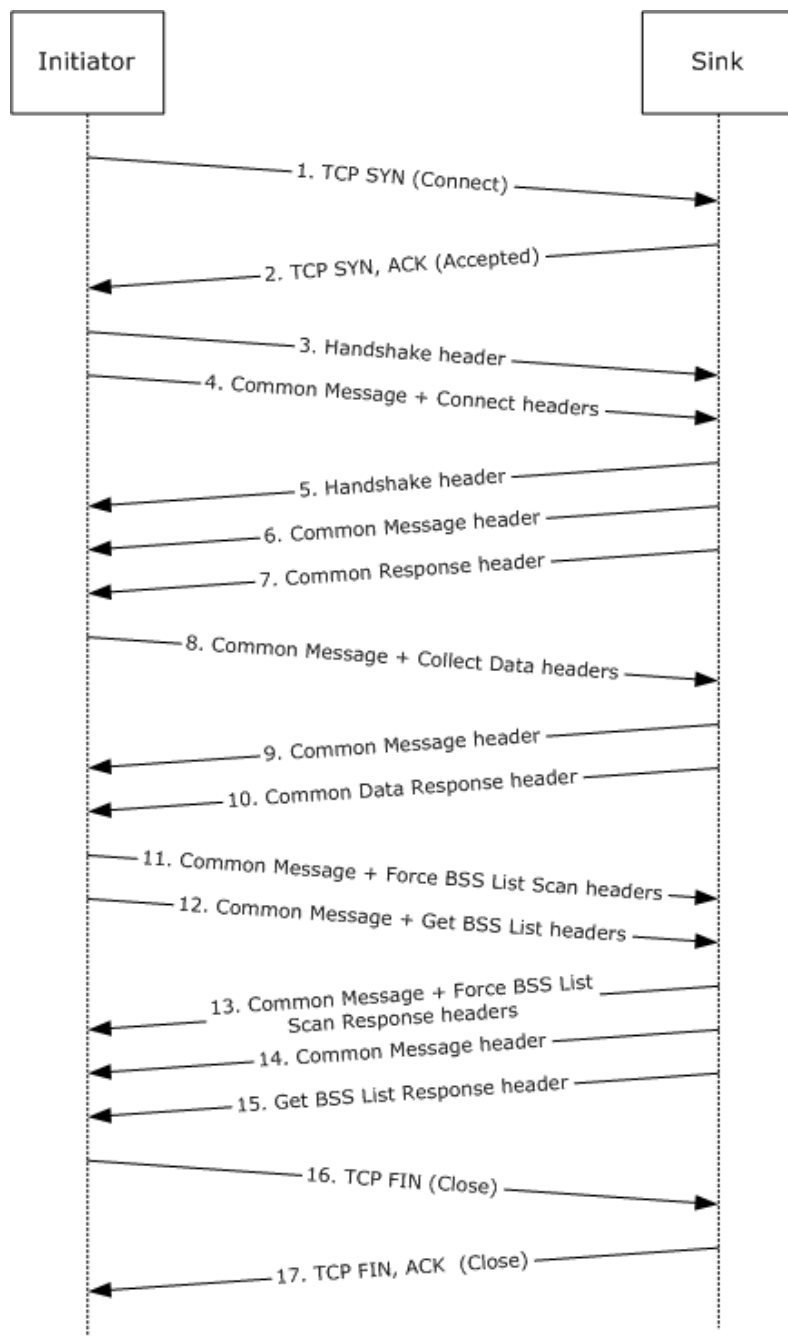 Initiator
Sink
1. TCP SYN (Connect)
2. TCP SYN, ACK (Accepted)
3. Handshake header
4. Common Message + Connect headers
5. Handshake header
6. Common Message header
7. Common Response header
8. Common Message + Collect Data headers
9. Common Message header
10. Common Data Response header
11. Common Message + Force BSS List Scan headers
12. Common Message + Get BSS List headers
13. Common Message + Force BSS List
Scan Response headers
14. Common Message header
15. Get BSS List Response header
16. TCP FIN (Close)
17. TCP FIN, ACK (Close)